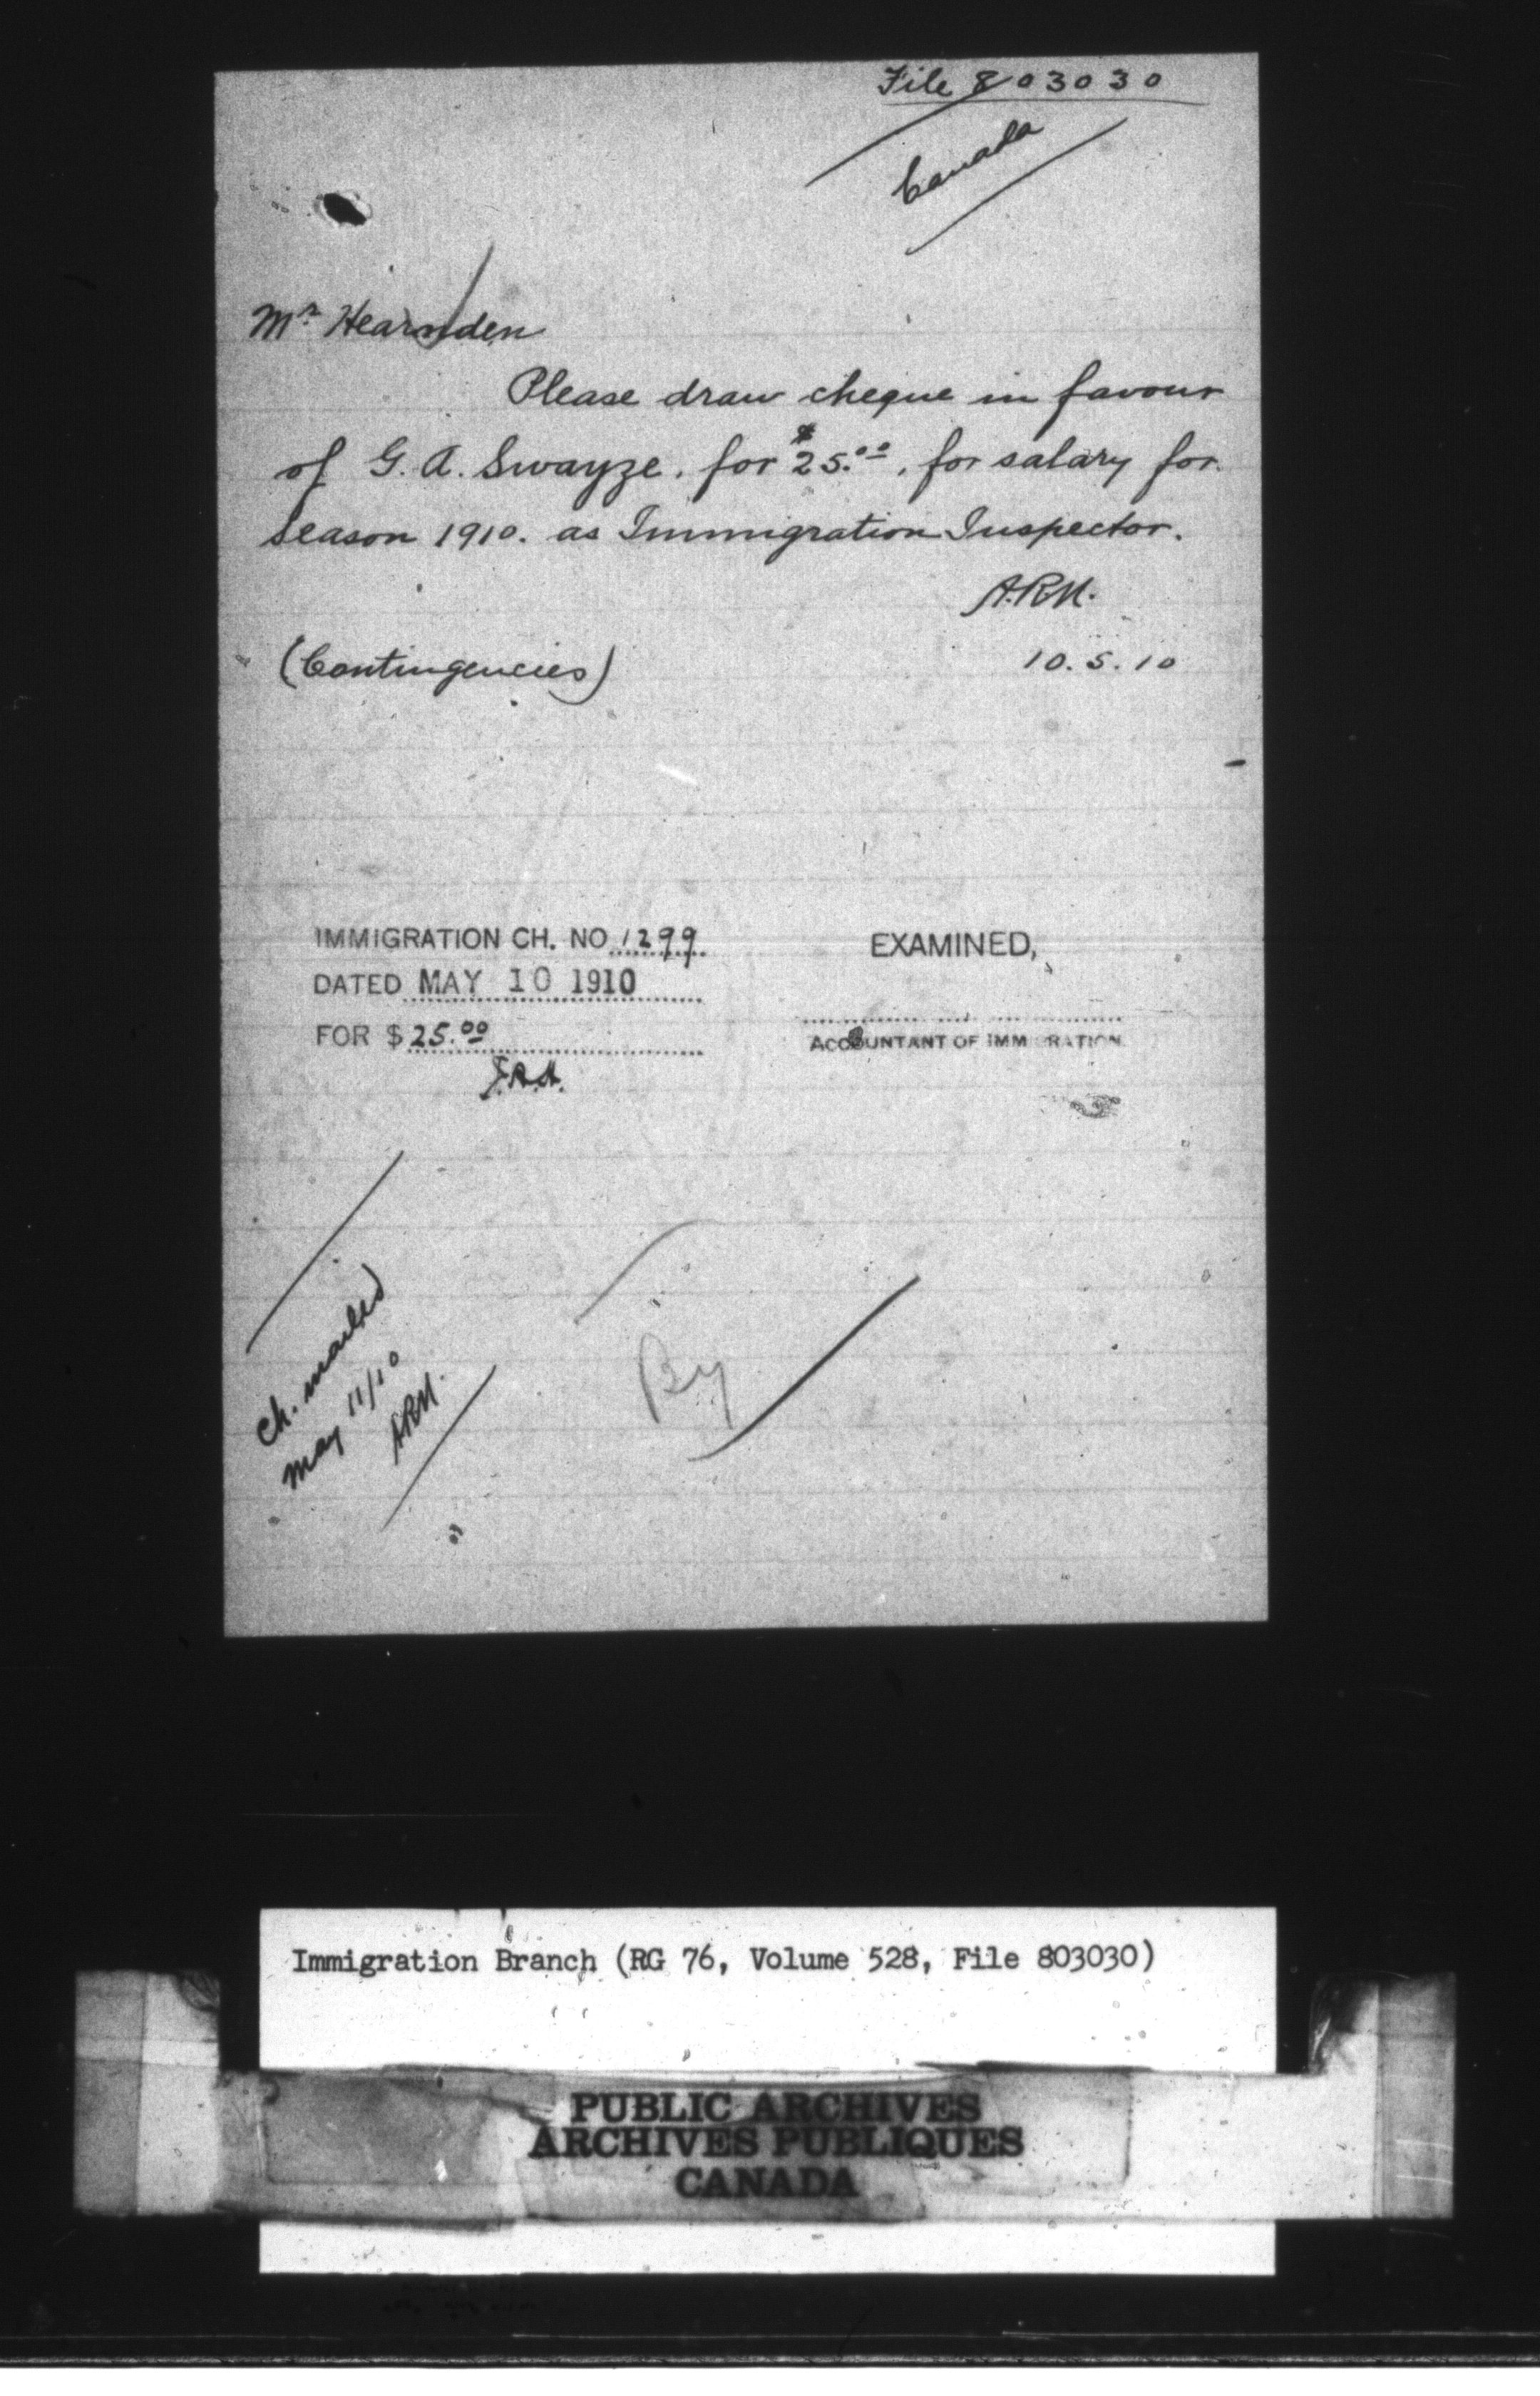 File 803030
Canada
Mr. Hearnden
Please draw cheque in favour
of G. A. Swayze. for $25.00, for salary for
season 1910. as Immigration Inspector.
A.R.M.
(Contingencies)
10.5.10
IMMIGRATION CH. NO 1299
DATED MAY 10 1910
FOR $25.00
EXAMINED,
ACCOUNTANT OF IMMIGRATION
Ch. mailed
May 11/10
ARM.
By
Immigration Branch (RG 76, Volume 528, File 803030)
PUBLIC ARCHIVES
ARCHIVES PUBLIQUES
CANADA